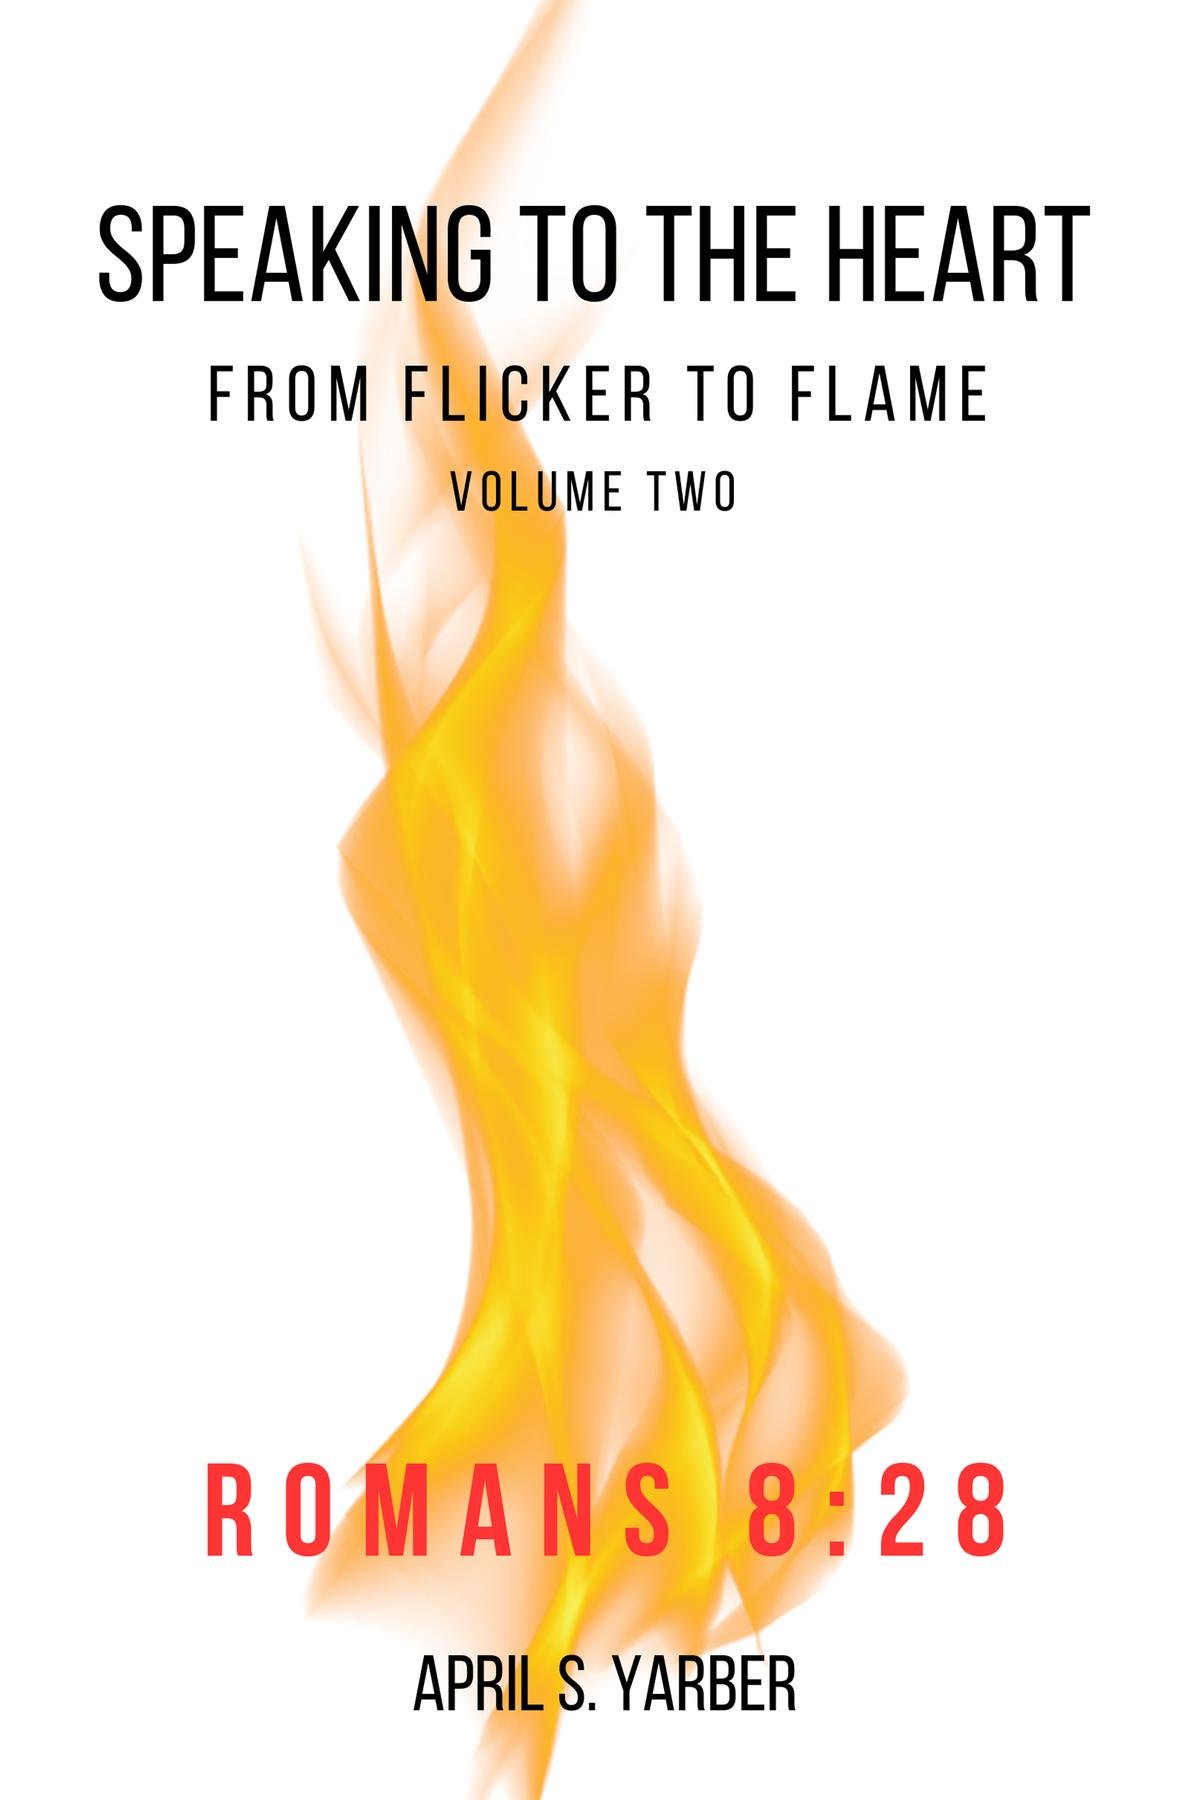 SPEAKING TO THE HEART
FROM FLICKER TO FLAME
VOLUME TWO
ROMANS 8:28
APRIL S. YARBER